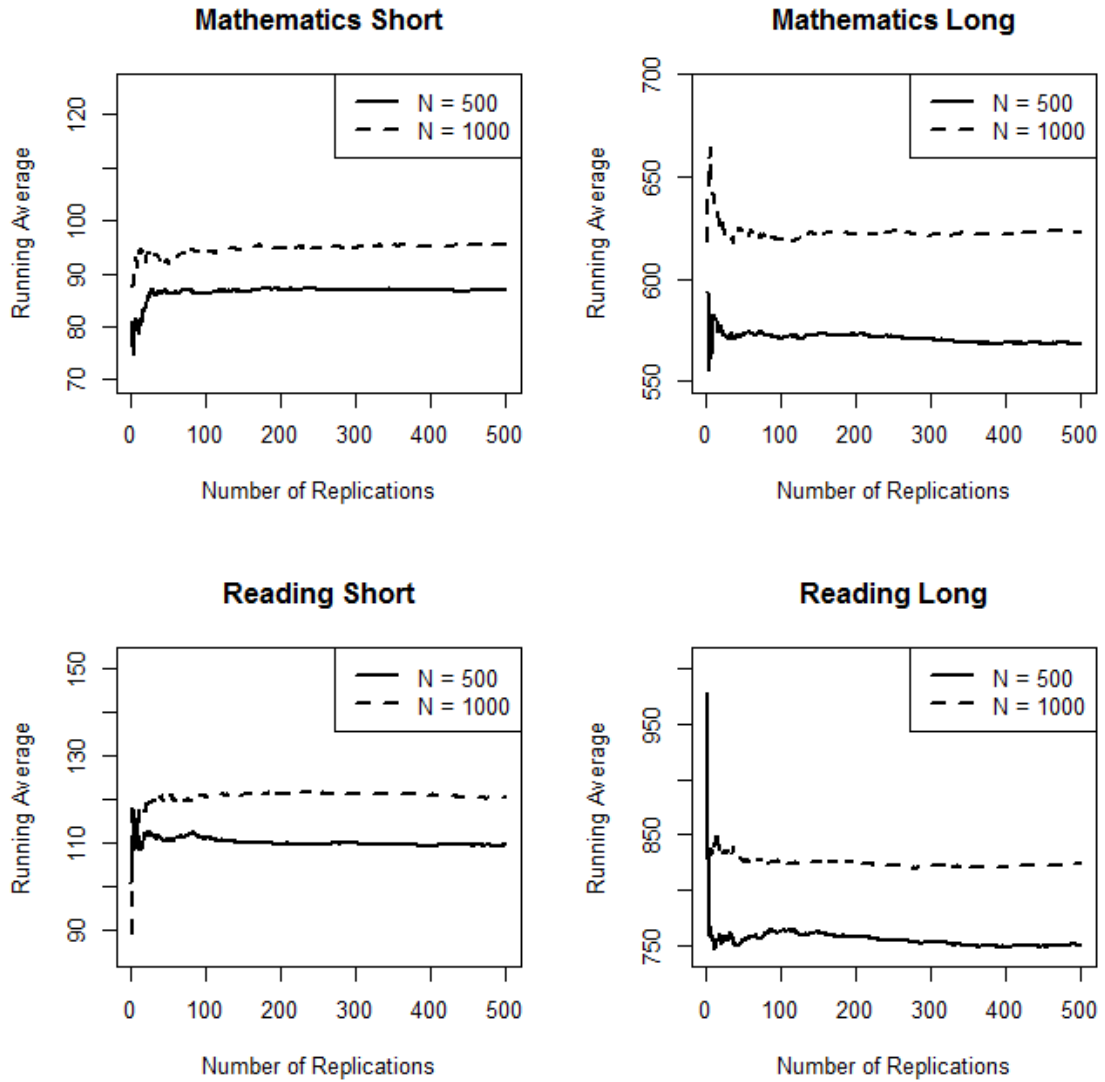 Mathematics Short
Running Average
120
100
90
80
70
N = 500
N = 1000
0 100 200 300 400 500
Number of Replications
Mathematics Long
Running Average
700
650
600
550
N = 500
N = 1000
0 100 200 300 400 500
Number of Replications
Reading Short
Running Average
150
130
110
90
N = 500
N = 1000
0 100 200 300 400 500
Number of Replications
Reading Long
Running Average
950
850
750
N = 500
N = 1000
0 100 200 300 400 500
Number of Replications